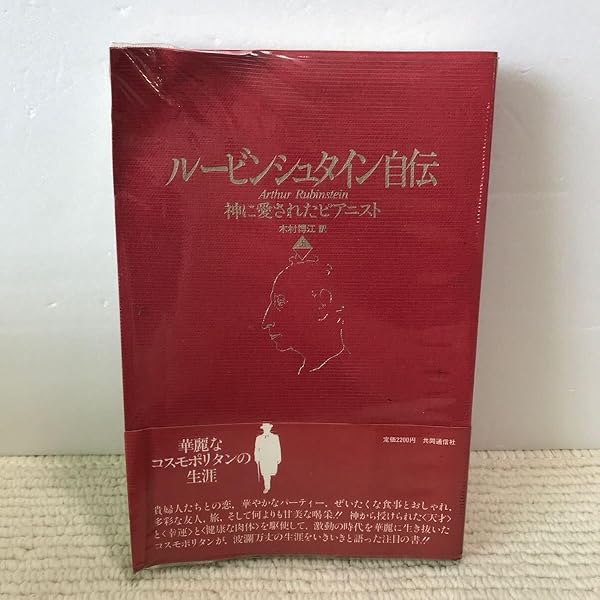 ルービンシュタイン自伝
Arthur Rubinstein
神に愛されたピアニスト
木村博江 訳
上
華麗な
コスモポリタンの
生涯
定価2200円 共同通信社
貴婦人たちとの恋，華やかなパーティー，ぜいたくな食事とおしゃれ，
多彩な友人，旅，そして何よりも甘美な喝采!! 神から授けられた〈天才〉
と〈幸運〉と〈健康な肉体〉を駆使して，激動の時代を華麗に生き抜いた
コスモポリタンが，波瀾万丈の生涯をいきいきと語った注目の書!!